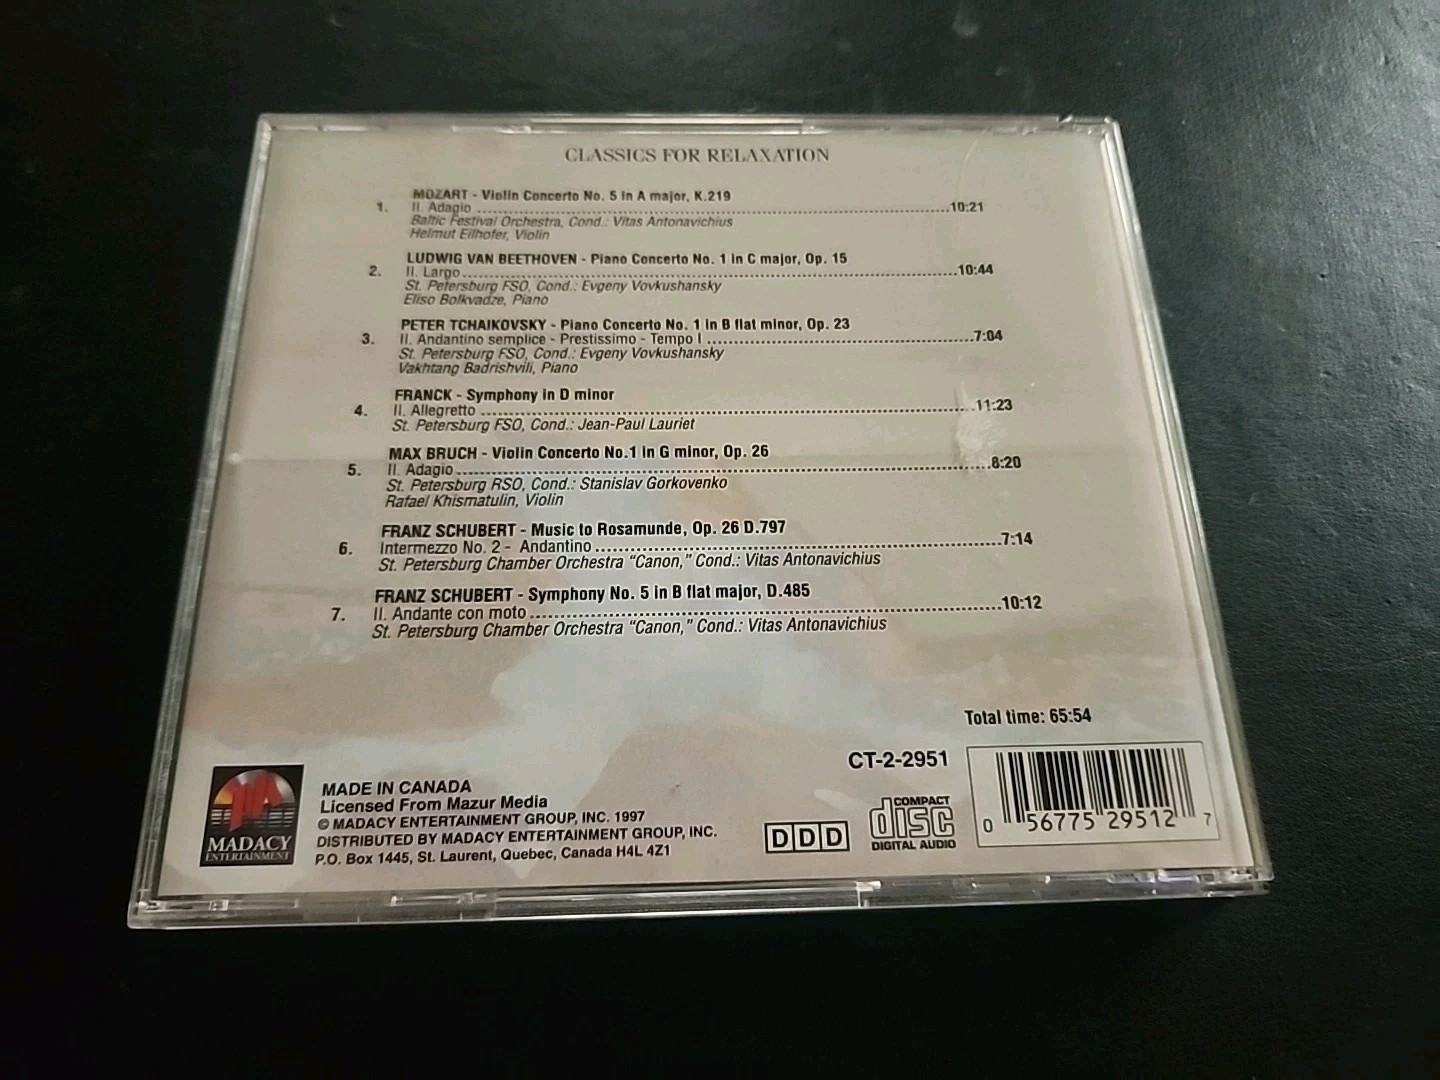 CLASSICS FOR RELAXATION
MOZART - Violin Concerto No. 5 in A major, K.219
1. II. Adagio ........ 10:21
Baltic Festival Orchestra, Cond.: Vitas Antonavichius
Helmut Eilhofer, Violin
LUDWIG VAN BEETHOVEN - Piano Concerto No. 1 in C major, Op. 15
2. II. Largo ........ 10:44
St. Petersburg FSO, Cond.: Evgeny Vovkushansky
Eliso Bolkvadze, Piano
PETER TCHAIKOVSKY - Piano Concerto No. 1 in B flat minor, Op. 23
3. II. Andantino semplice - Prestissimo - Tempo I ........ 7:04
St. Petersburg FSO, Cond.: Evgeny Vovkushansky
Vakhtang Badrishvili, Piano
FRANCK - Symphony in D minor
4. II. Allegretto ........ 11:23
St. Petersburg FSO, Cond.: Jean-Paul Lauriet
MAX BRUCH - Violin Concerto No.1 in G minor, Op. 26
5. II. Adagio ........ 8:20
St. Petersburg RSO, Cond.: Stanislav Gorkovenko
Rafael Khismatulin, Violin
FRANZ SCHUBERT - Music to Rosamunde, Op. 26 D.797
6. Intermezzo No. 2 - Andantino ........ 7:14
St. Petersburg Chamber Orchestra "Canon," Cond.: Vitas Antonavichius
FRANZ SCHUBERT - Symphony No. 5 in B flat major, D.485
7. II. Andante con moto ........ 10:12
St. Petersburg Chamber Orchestra "Canon," Cond.: Vitas Antonavichius
Total time: 65:54
CT-2-2951
MADACY
ENTERTAINMENT
MADE IN CANADA
Licensed From Mazur Media
© MADACY ENTERTAINMENT GROUP, INC. 1997
DISTRIBUTED BY MADACY ENTERTAINMENT GROUP, INC.
P.O. Box 1445, St. Laurent, Quebec, Canada H4L 4Z1
DDD
COMPACT
disc
DIGITAL AUDIO
0 56775 29512 7